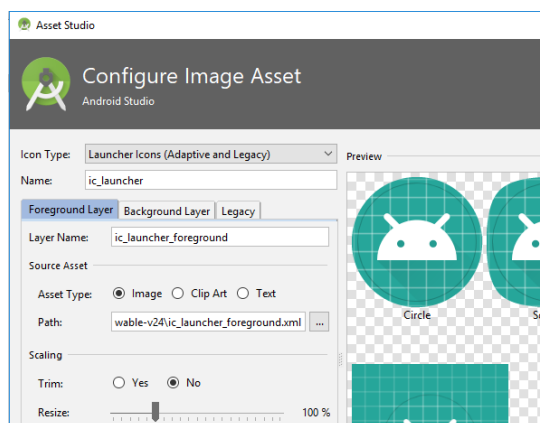 Asset Studio
Configure Image Asset
Android Studio
Icon Type: Launcher Icons (Adaptive and Legacy)
Preview
Name: ic_launcher
Foreground Layer Background Layer Legacy
Layer Name: ic_launcher_foreground
Source Asset
Asset Type: Image Clip Art Text
Circle
Path: wable-v24\ic_launcher_foreground.xml ...
Scaling
Trim: Yes No
Resize: 100 %